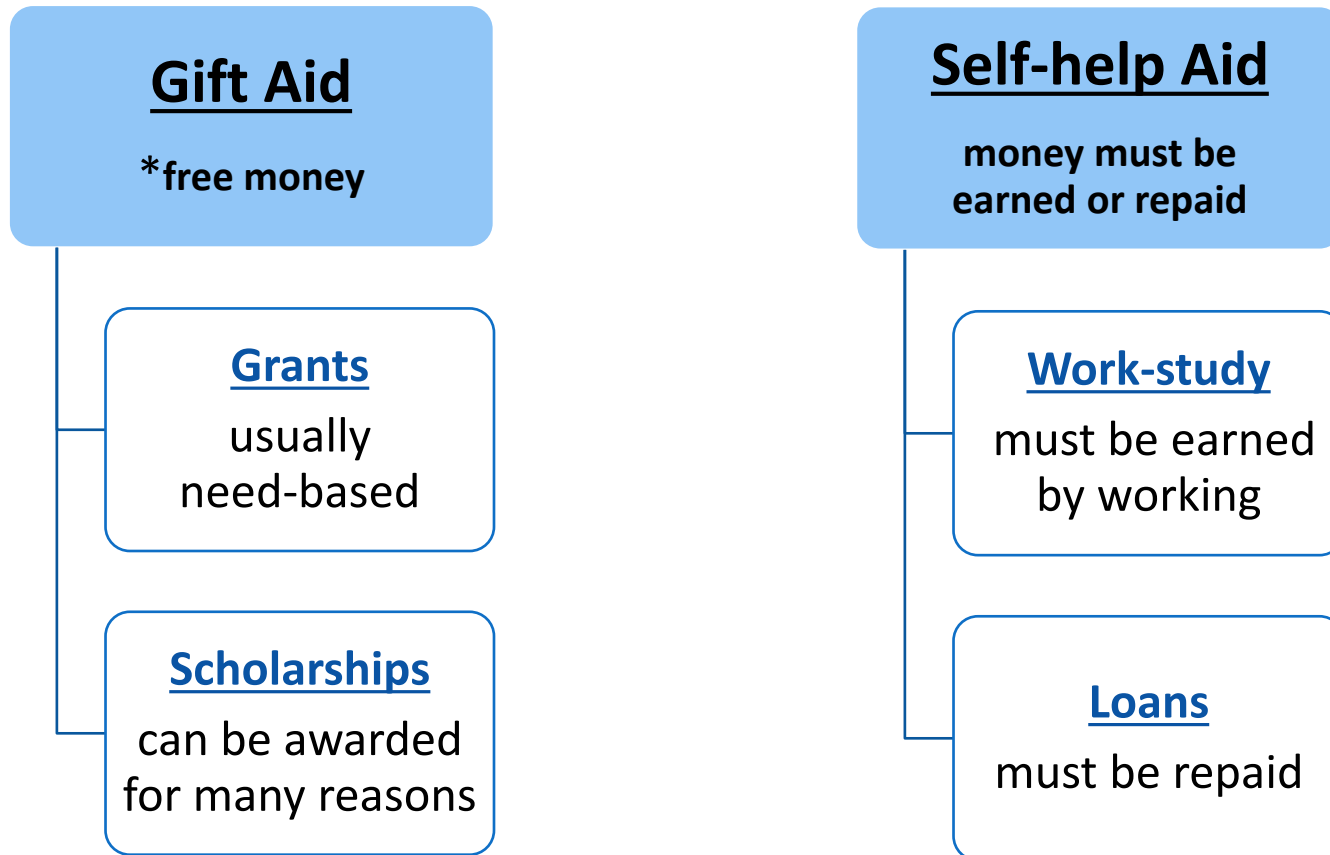 Gift Aid
*free money
Grants
usually
need-based
Scholarships
can be awarded
for many reasons
Self-help Aid
money must be
earned or repaid
Work-study
must be earned
by working
Loans
must be repaid